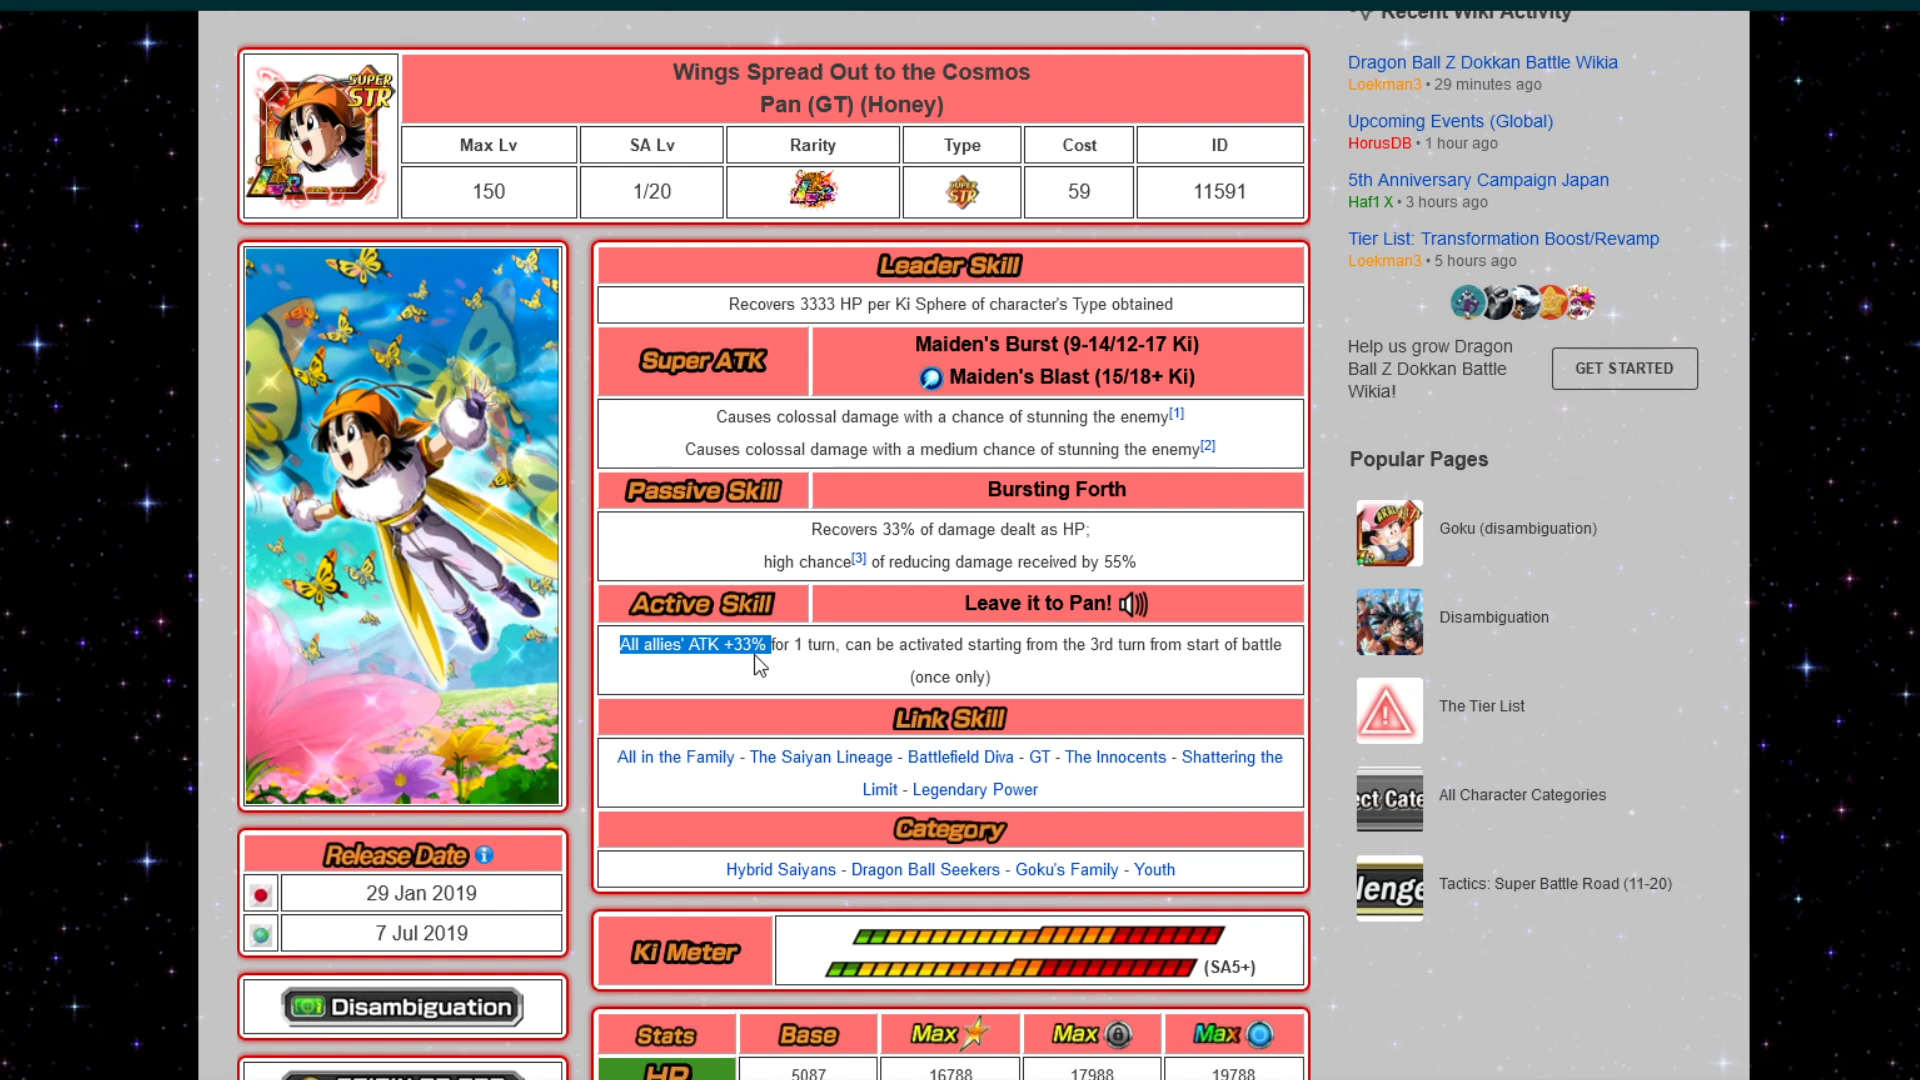 Recent Wiki Activity
Wings Spread Out to the Cosmos
Pan (GT) (Honey)
SUPER
STR
LR
Max Lv
SA Lv
Rarity
Type
Cost
ID
150
1/20
LR
SUPER
STR
59
11591
Dragon Ball Z Dokkan Battle Wikia
Loekman3 • 29 minutes ago
Upcoming Events (Global)
HorusDB • 1 hour ago
5th Anniversary Campaign Japan
Haf1 X • 3 hours ago
Tier List: Transformation Boost/Revamp
Loekman3 • 5 hours ago
Help us grow Dragon
Ball Z Dokkan Battle
Wikia!
GET STARTED
Popular Pages
Goku (disambiguation)
Disambiguation
The Tier List
ect Cate
All Character Categories
lenge
Tactics: Super Battle Road (11-20)
Leader Skill
Recovers 3333 HP per Ki Sphere of character's Type obtained
Super ATK
Maiden's Burst (9-14/12-17 Ki)
Maiden's Blast (15/18+ Ki)
Causes colossal damage with a chance of stunning the enemy[1]
Causes colossal damage with a medium chance of stunning the enemy[2]
Passive Skill
Bursting Forth
Recovers 33% of damage dealt as HP;
high chance[3] of reducing damage received by 55%
Active Skill
Leave it to Pan!
All allies' ATK +33% for 1 turn, can be activated starting from the 3rd turn from start of battle
(once only)
Link Skill
All in the Family - The Saiyan Lineage - Battlefield Diva - GT - The Innocents - Shattering the
Limit - Legendary Power
Category
Hybrid Saiyans - Dragon Ball Seekers - Goku's Family - Youth
Release Date
29 Jan 2019
7 Jul 2019
Disambiguation
Ki Meter
(SA5+)
Stats
Base
Max
Max
Max
HP
5087
16788
17988
19788